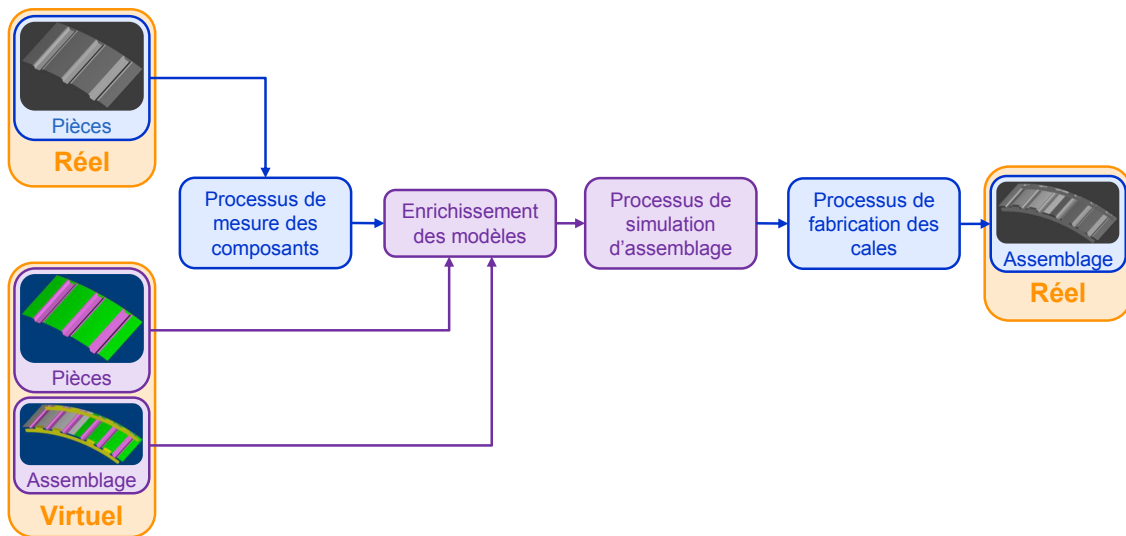 Pièces
Réel
Processus de
mesure des
composants
Enrichissement
des modèles
Processus de
simulation
d’assemblage
Processus de
fabrication des
cales
Assemblage
Réel
Pièces
Assemblage
Virtuel